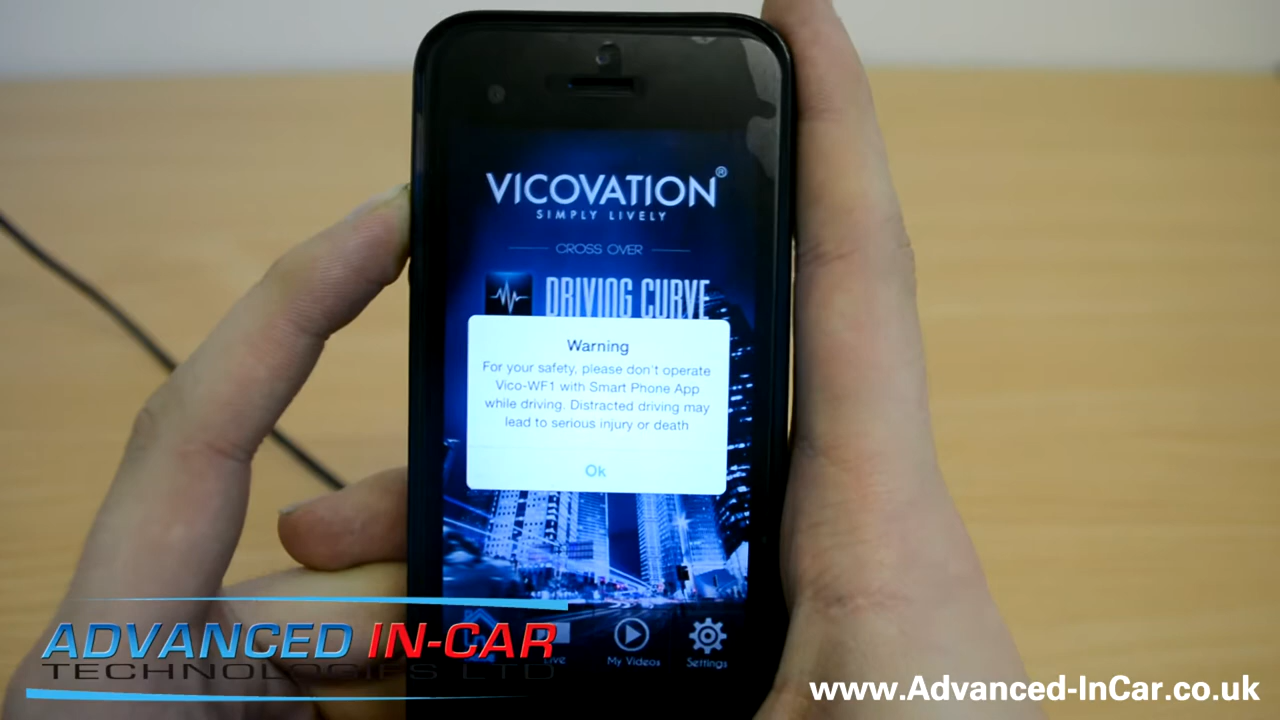 VICOVATION®
SIMPLY LIVELY
CROSS OVER
DRIVING CURVE
Warning
For your safety, please don't operate
Vico-WF1 with Smart Phone App
while driving. Distracted driving may
lead to serious injury or death
Ok
My Videos
Settings
ADVANCED IN-CAR
TECHNOLOGIES LTD
www.Advanced-InCar.co.uk